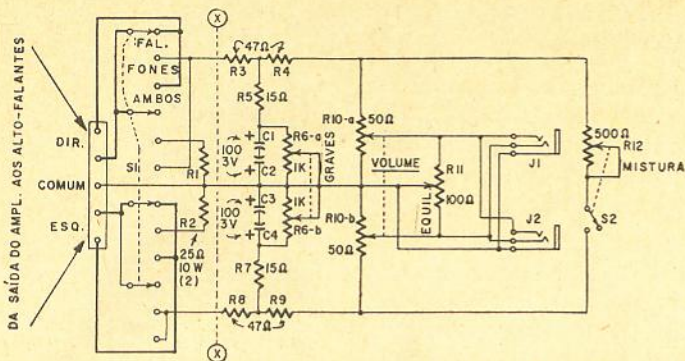 X
DA SAÍDA DO AMPL. AOS ALTO-FALANTES
DIR.
COMUM
ESQ.
FAL.
FONES
AMBOS
S1
R1
R2
25Ω
10W
(2)
47Ω
R3
R4
R5
15Ω
+
C1
100
3V
C2
+
+
C3
100
3V
C4
+
R6-a
1K
1K
R6-b
GRAVES
R7
15Ω
R8
R9
47Ω
R10-a
50Ω
VOLUME
R10-b
50Ω
R11
100Ω
EQUIL.
J1
J2
500Ω
R12
MISTURA
S2
X